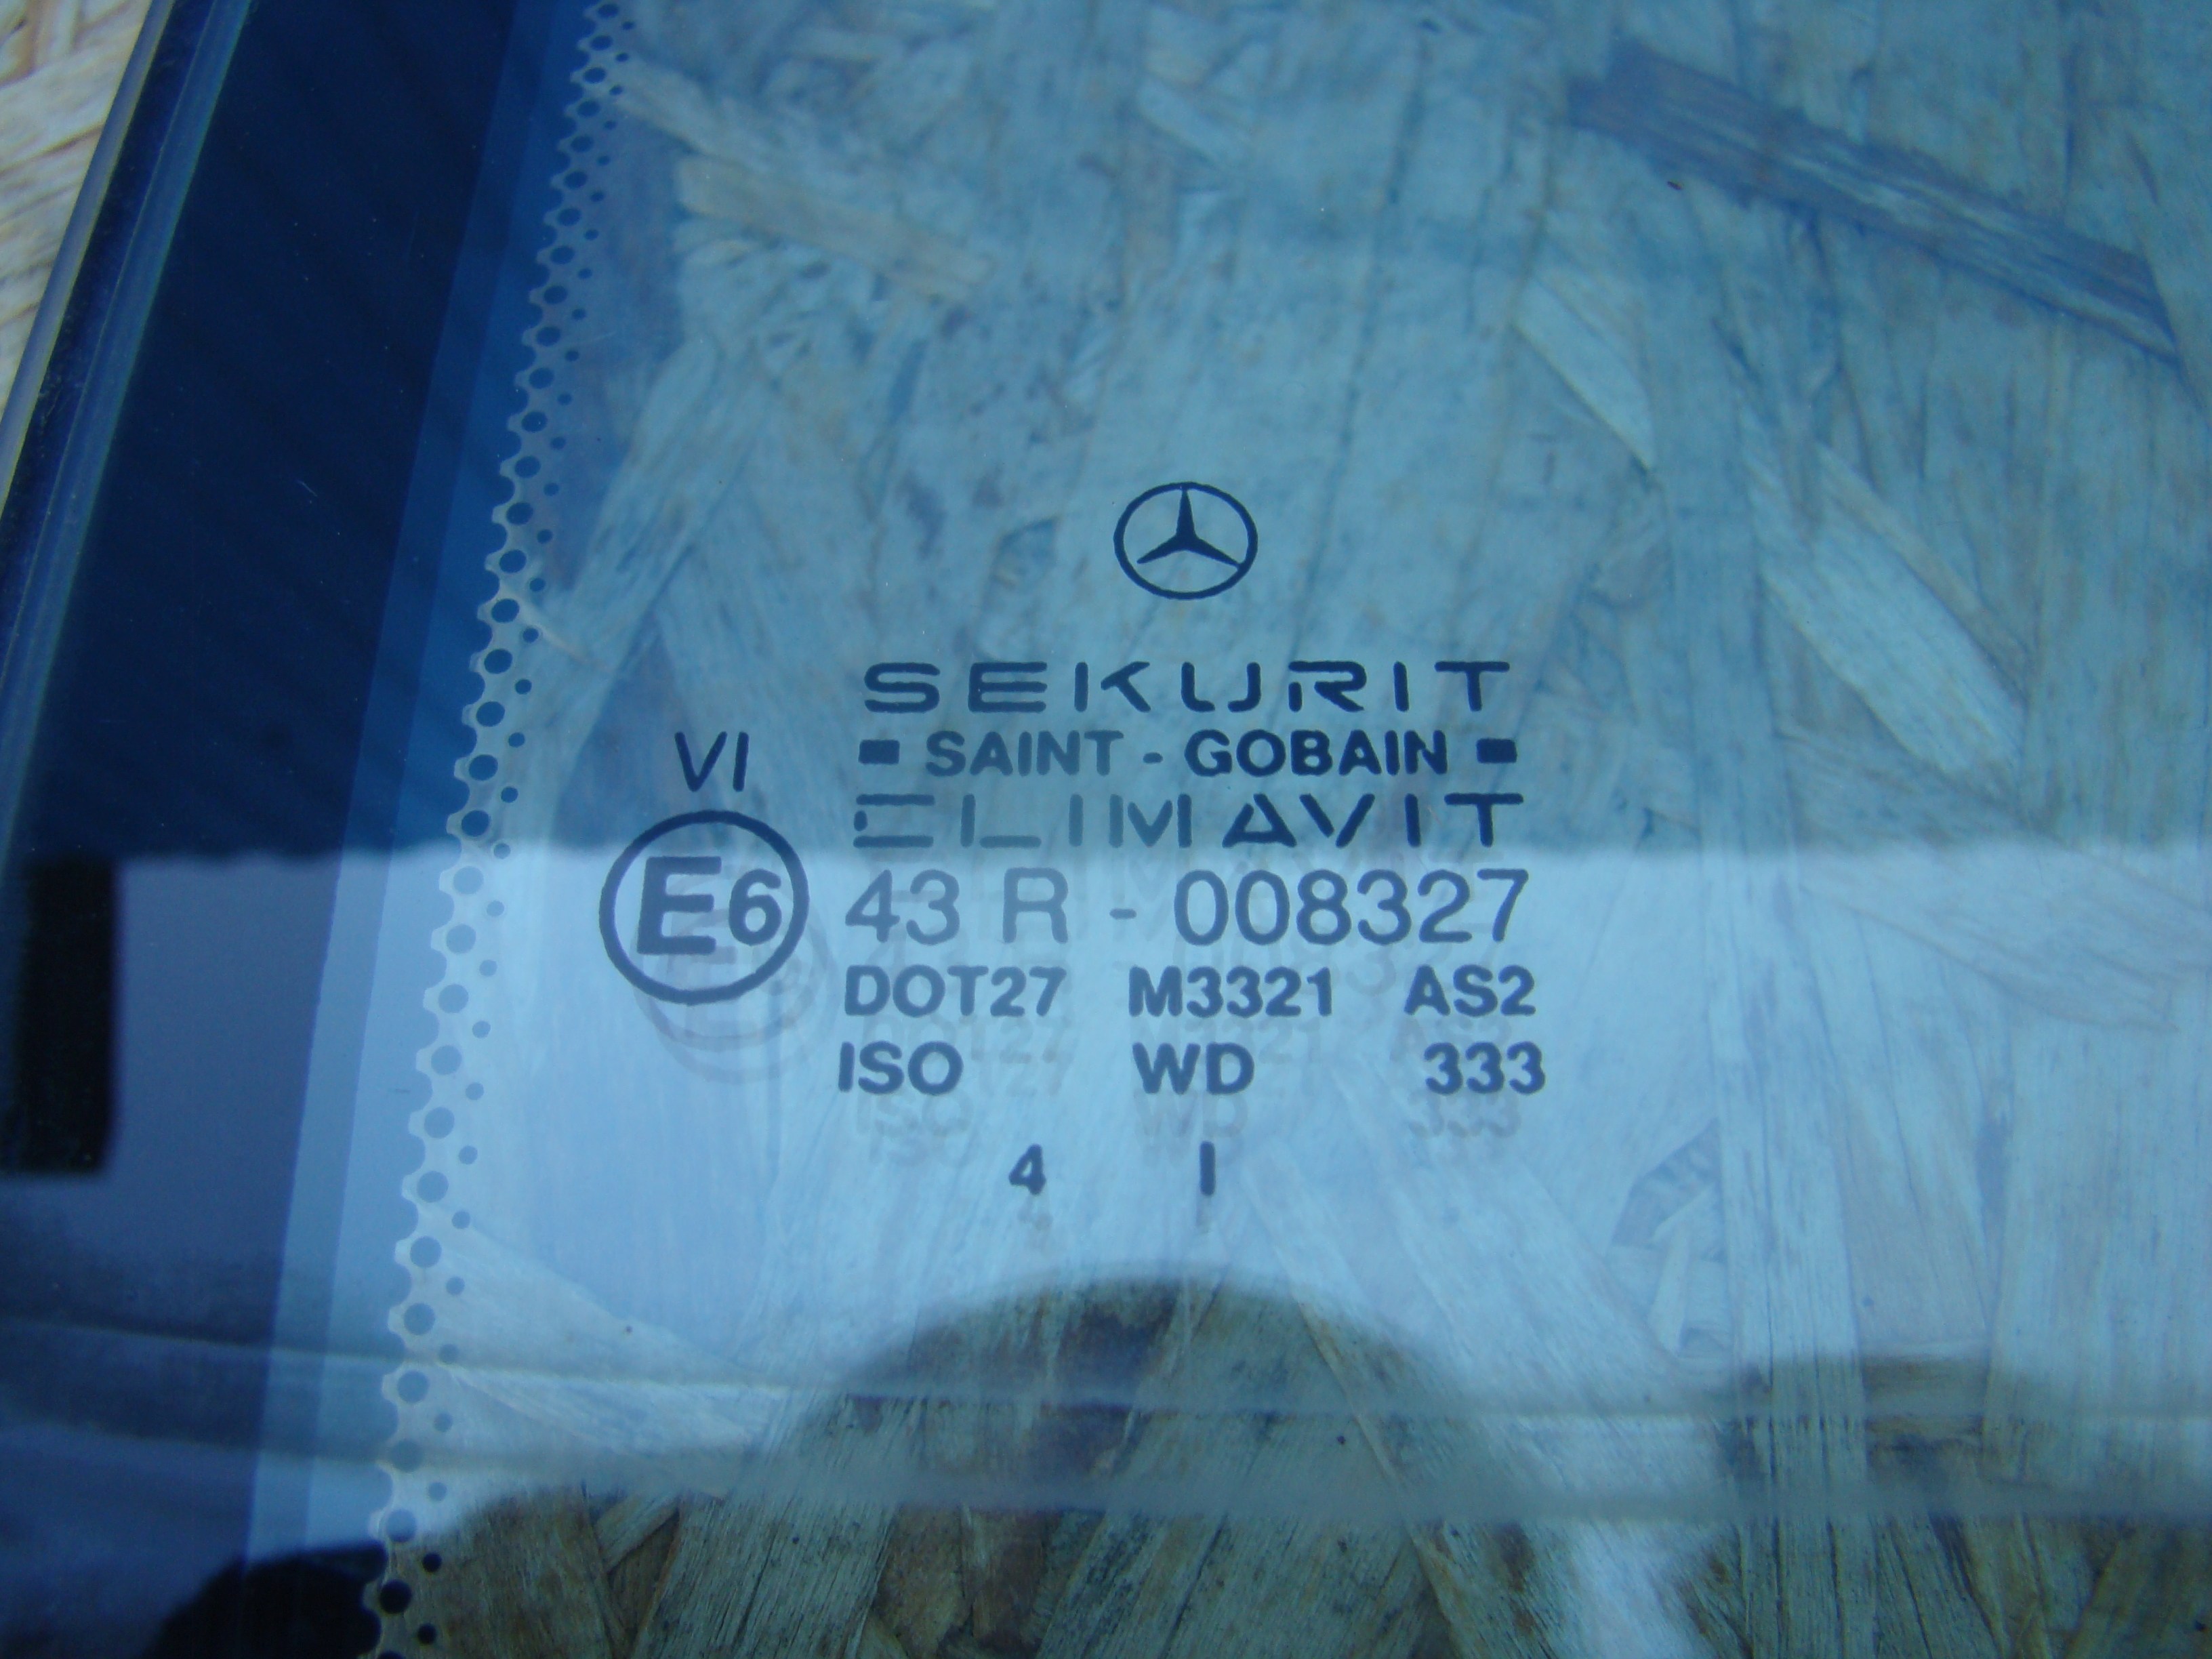 SEKURIT
SAINT - GOBAIN
CLIMAVIT
VI
E6 43 R - 008327
DOT27 M3321 AS2
ISO WD 333
4 I